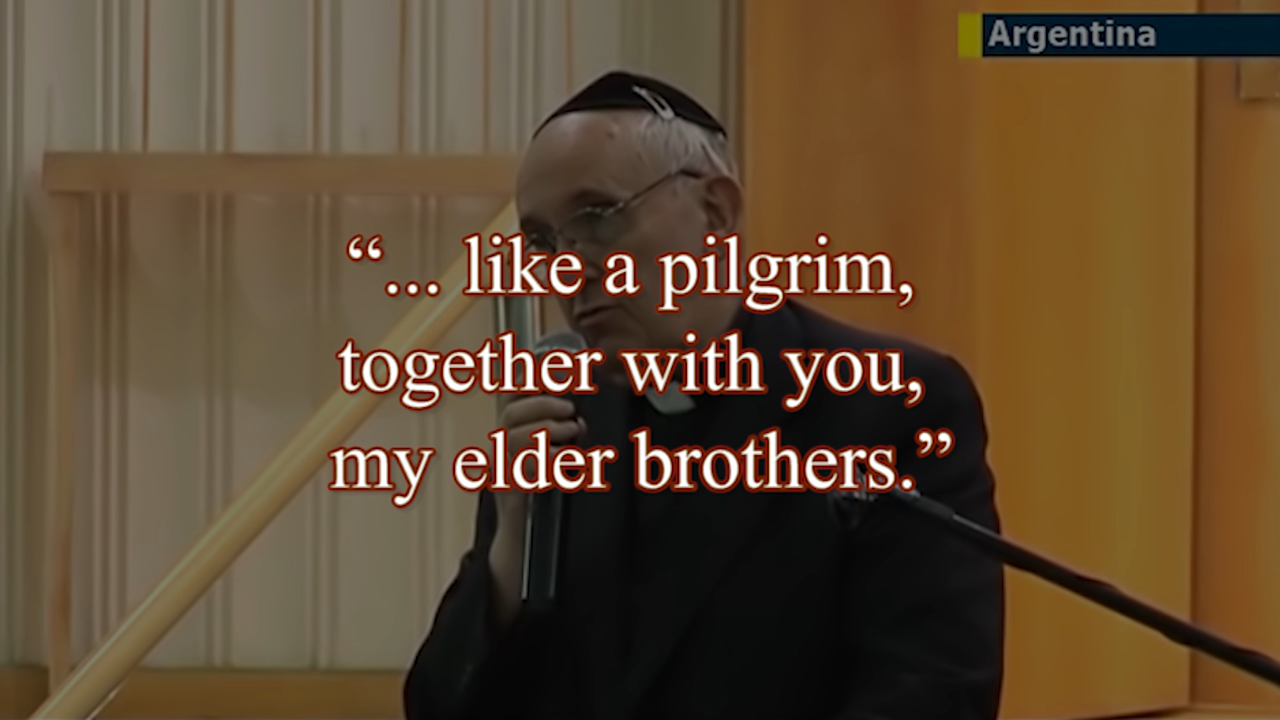 Argentina
“... like a pilgrim,
together with you,
my elder brothers.”